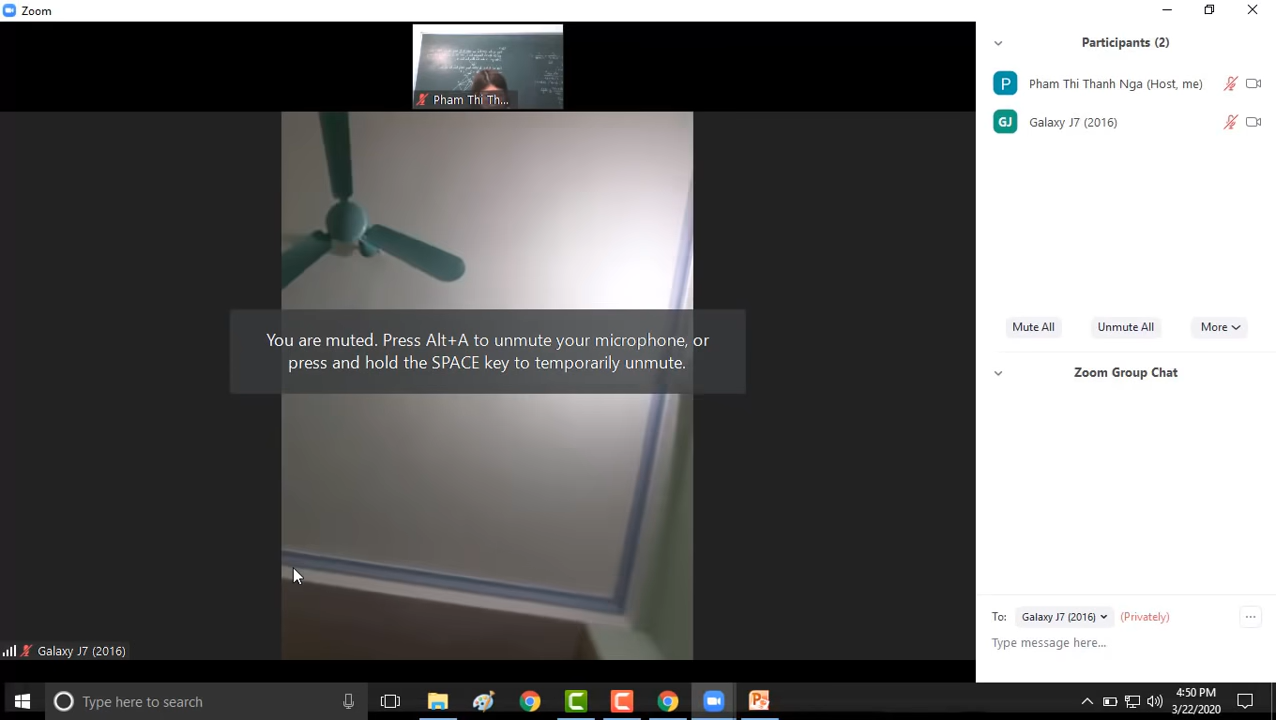 Zoom
Pham Thi Th...
You are muted. Press Alt+A to unmute your microphone, or
press and hold the SPACE key to temporarily unmute.
Galaxy J7 (2016)
Participants (2)
P Pham Thi Thanh Nga (Host, me)
GJ Galaxy J7 (2016)
Mute All Unmute All More
Zoom Group Chat
To: Galaxy J7 (2016) (Privately)
Type message here...
Type here to search
4:50 PM
3/22/2020